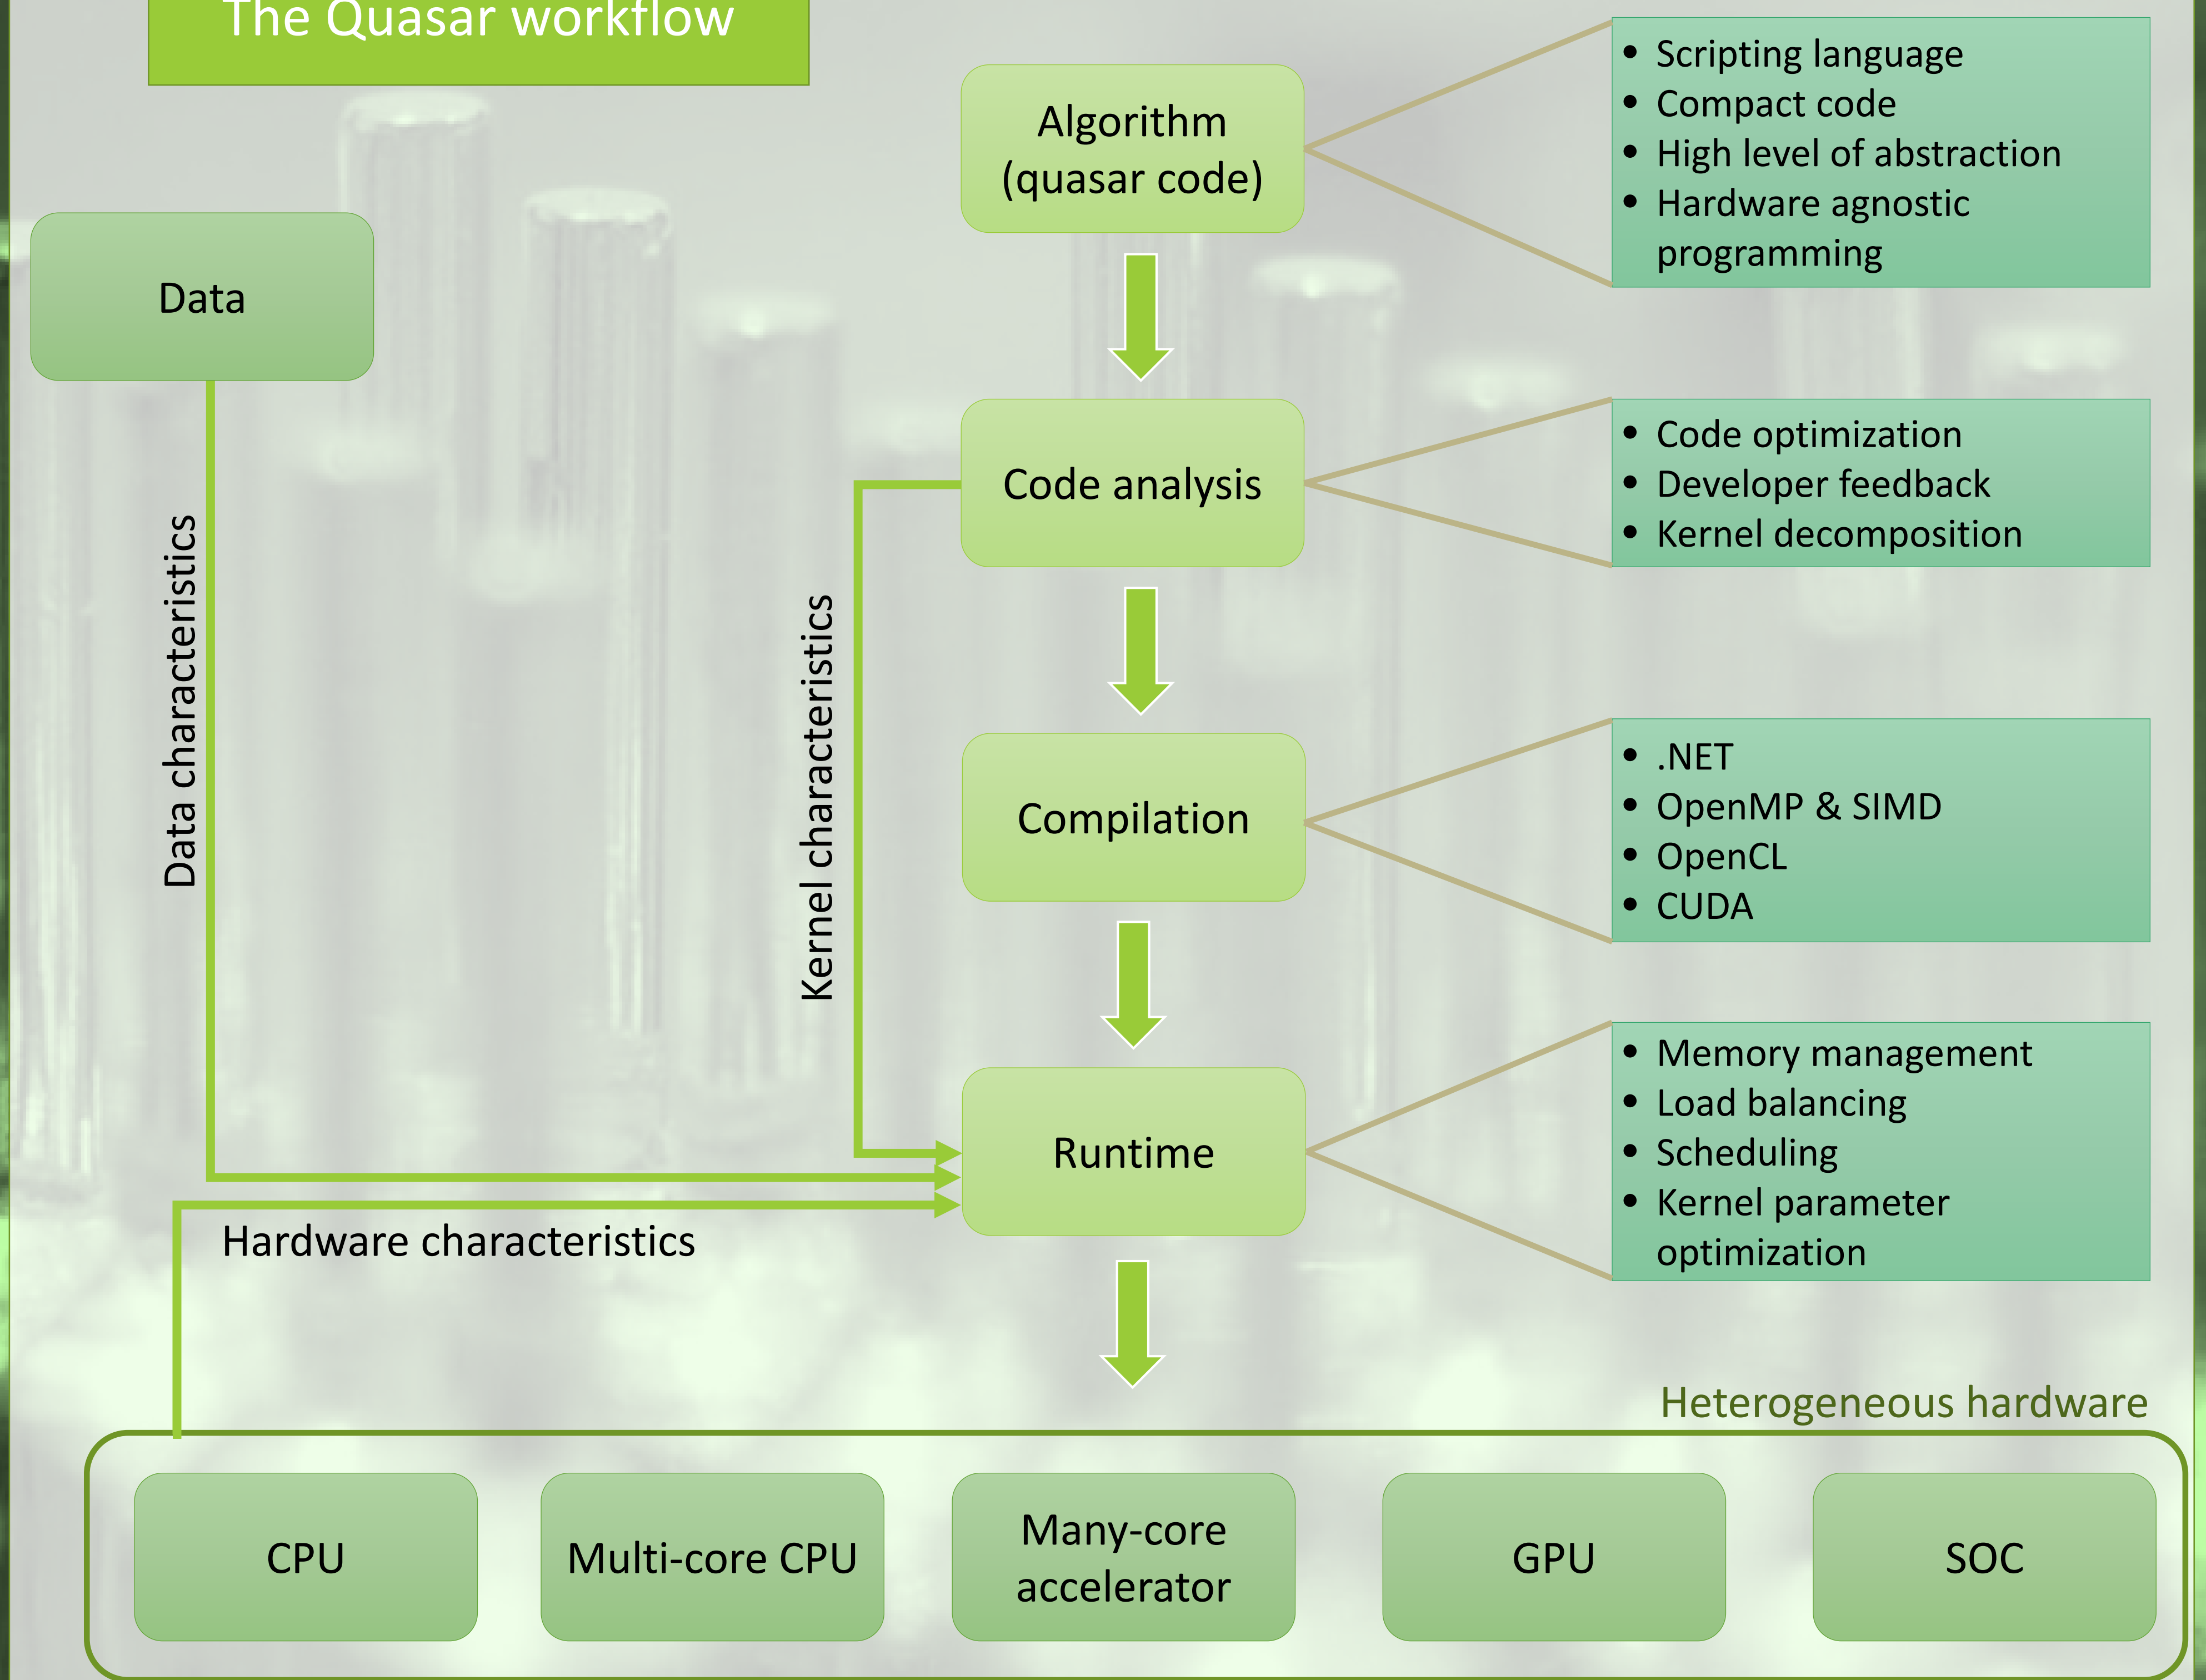 The Quasar workflow
Algorithm
(quasar code)
• Scripting language
• Compact code
• High level of abstraction
• Hardware agnostic
programming
Data
Code analysis
• Code optimization
• Developer feedback
• Kernel decomposition
Data characteristics
Kernel characteristics
Compilation
• .NET
• OpenMP & SIMD
• OpenCL
• CUDA
Runtime
• Memory management
• Load balancing
• Scheduling
• Kernel parameter
optimization
Hardware characteristics
Heterogeneous hardware
CPU
Multi-core CPU
Many-core
accelerator
GPU
SOC